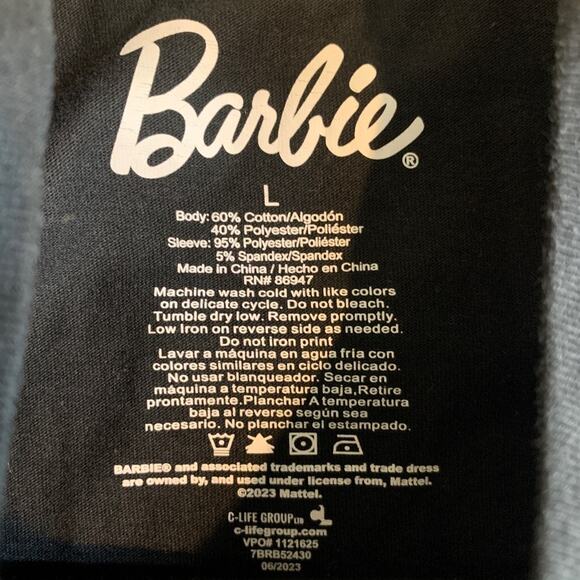 Barbie®
L
Body: 60% Cotton/Algodón
40% Polyester/Poliéster
Sleeve: 95% Polyester/Poliéster
5% Spandex/Spandex
Made in China / Hecho en China
RN# 86947
Machine wash cold with like colors
on delicate cycle. Do not bleach.
Tumble dry low. Remove promptly.
Low Iron on reverse side as needed.
Do not iron print
Lavar a máquina en agua fria con
colores similares en ciclo delicado.
No usar blanqueador. Secar en
máquina a temperatura baja,Retire
prontamente.Planchar A temperatura
baja al reverso según sea
necesario. No planchar el estampado.
BARBIE® and associated trademarks and trade dress
are owned by, and used under license from, Mattel.
©2023 Mattel.
C-LIFE GROUP LTD
c-lifegroup.com
VPO# 1121625
7BRB52430
06/2023